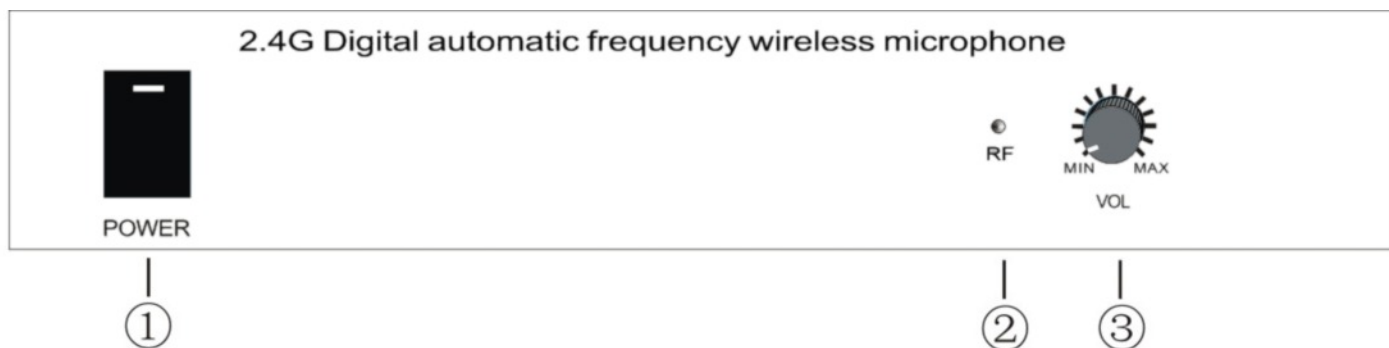 2.4G Digital automatic frequency wireless microphone
RF
MIN MAX
VOL
POWER
① ② ③